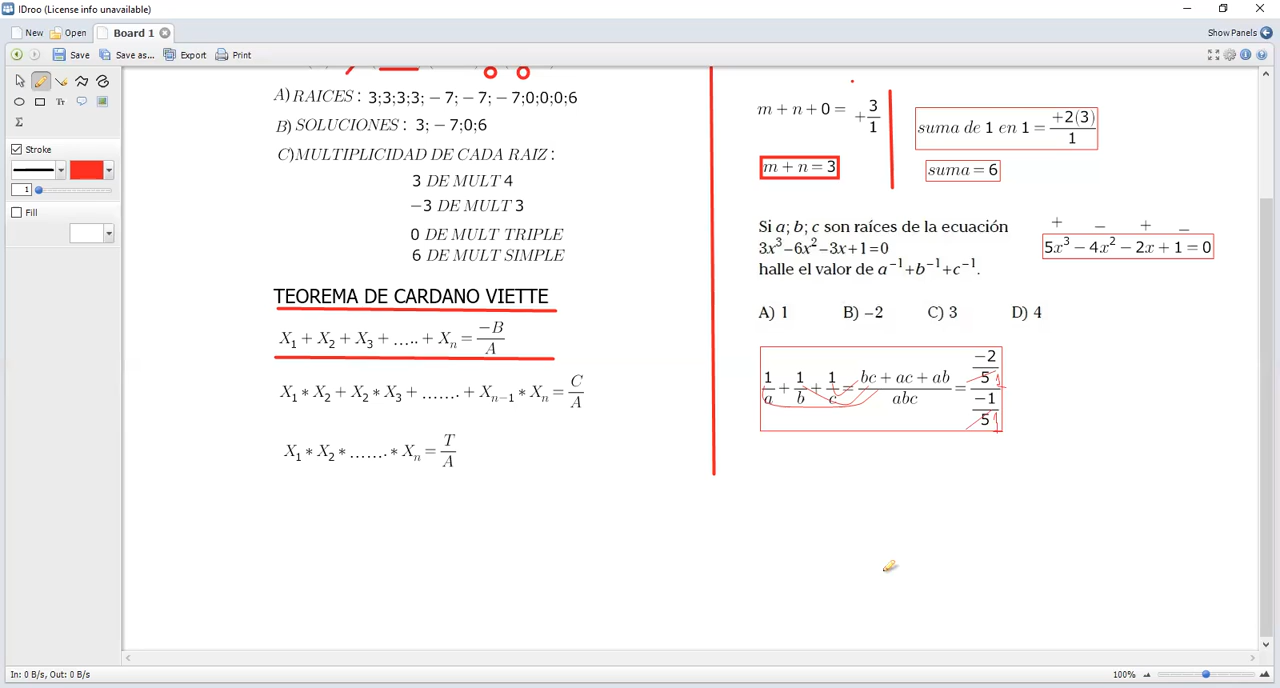 IDroo (License info unavailable)
New Open Board 1 Show Panels
Save Save as... Export Print
Tr
Σ
Stroke
1
Fill
A) RAICES : 3;3;3;3; − 7; − 7; − 7;0;0;0;6
B) SOLUCIONES : 3; − 7;0;6
C)MULTIPLICIDAD DE CADA RAIZ :
3 DE MULT 4
−3 DE MULT 3
0 DE MULT TRIPLE
6 DE MULT SIMPLE
TEOREMA DE CARDANO VIETTE
X₁ + X₂ + X₃ + ..... + Xₙ = −B/A
X₁ * X₂ + X₂ * X₃ + ....... + Xₙ₋₁ * Xₙ = C/A
X₁ * X₂ * ....... * Xₙ = T/A
m + n + 0 = +3/1
m + n = 3
suma de 1 en 1 = +2(3)/1
suma = 6
Si a; b; c son raíces de la ecuación
3x³−6x²−3x+1=0
halle el valor de a⁻¹+b⁻¹+c⁻¹.
+ − + −
5x³ − 4x² − 2x + 1 = 0
A) 1 B) −2 C) 3 D) 4
1/a + 1/b + 1/c = (bc + ac + ab)/abc = (−2/5)/(−1/5)
1
1
In: 0 B/s, Out: 0 B/s 100%